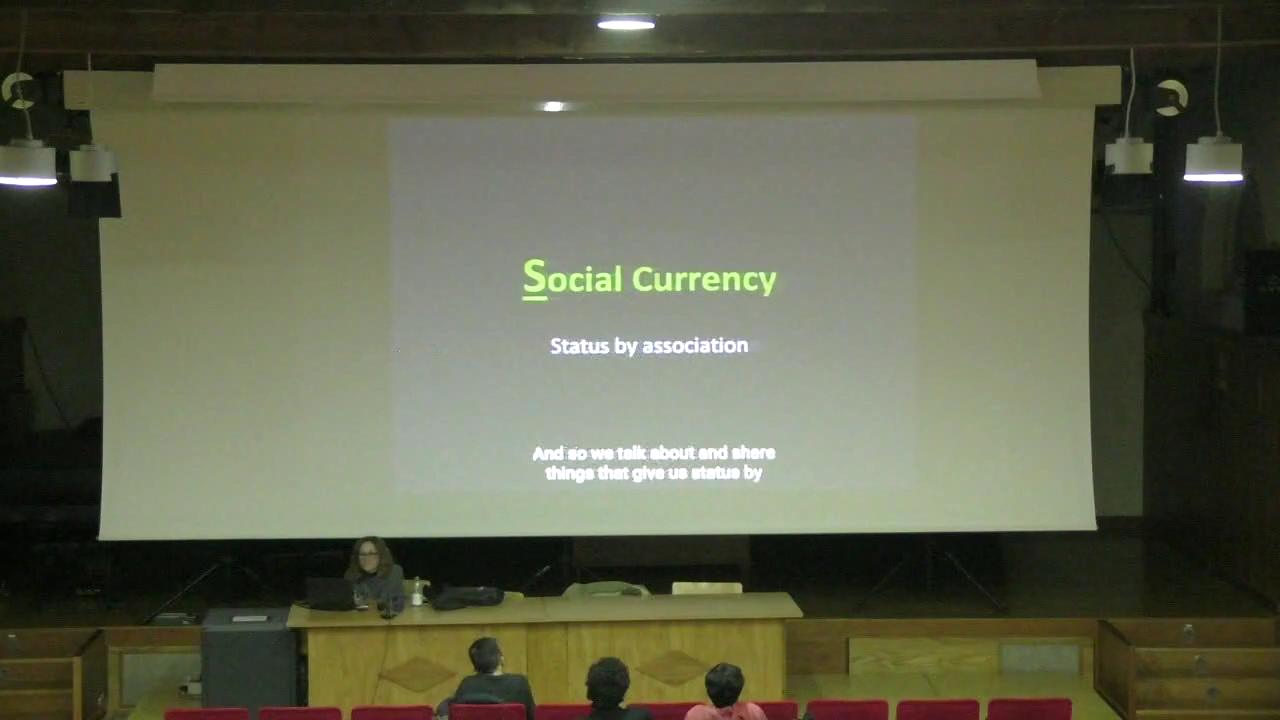 Social Currency
Status by association
And so we talk about and share
things that give us status by